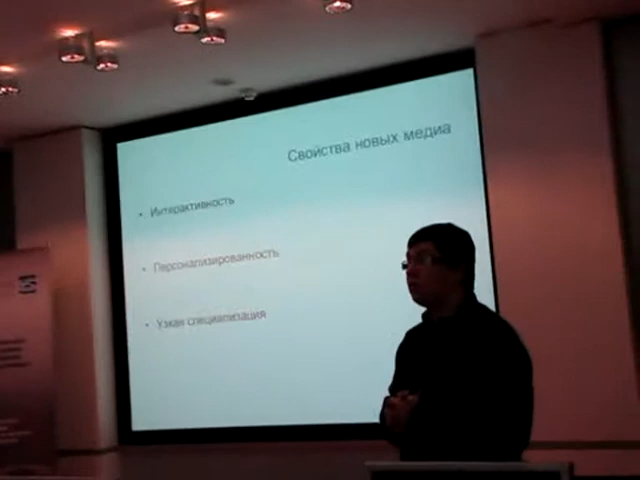 Свойства новых медиа
• Интерактивность
• Персонализированность
• Узкая специализация